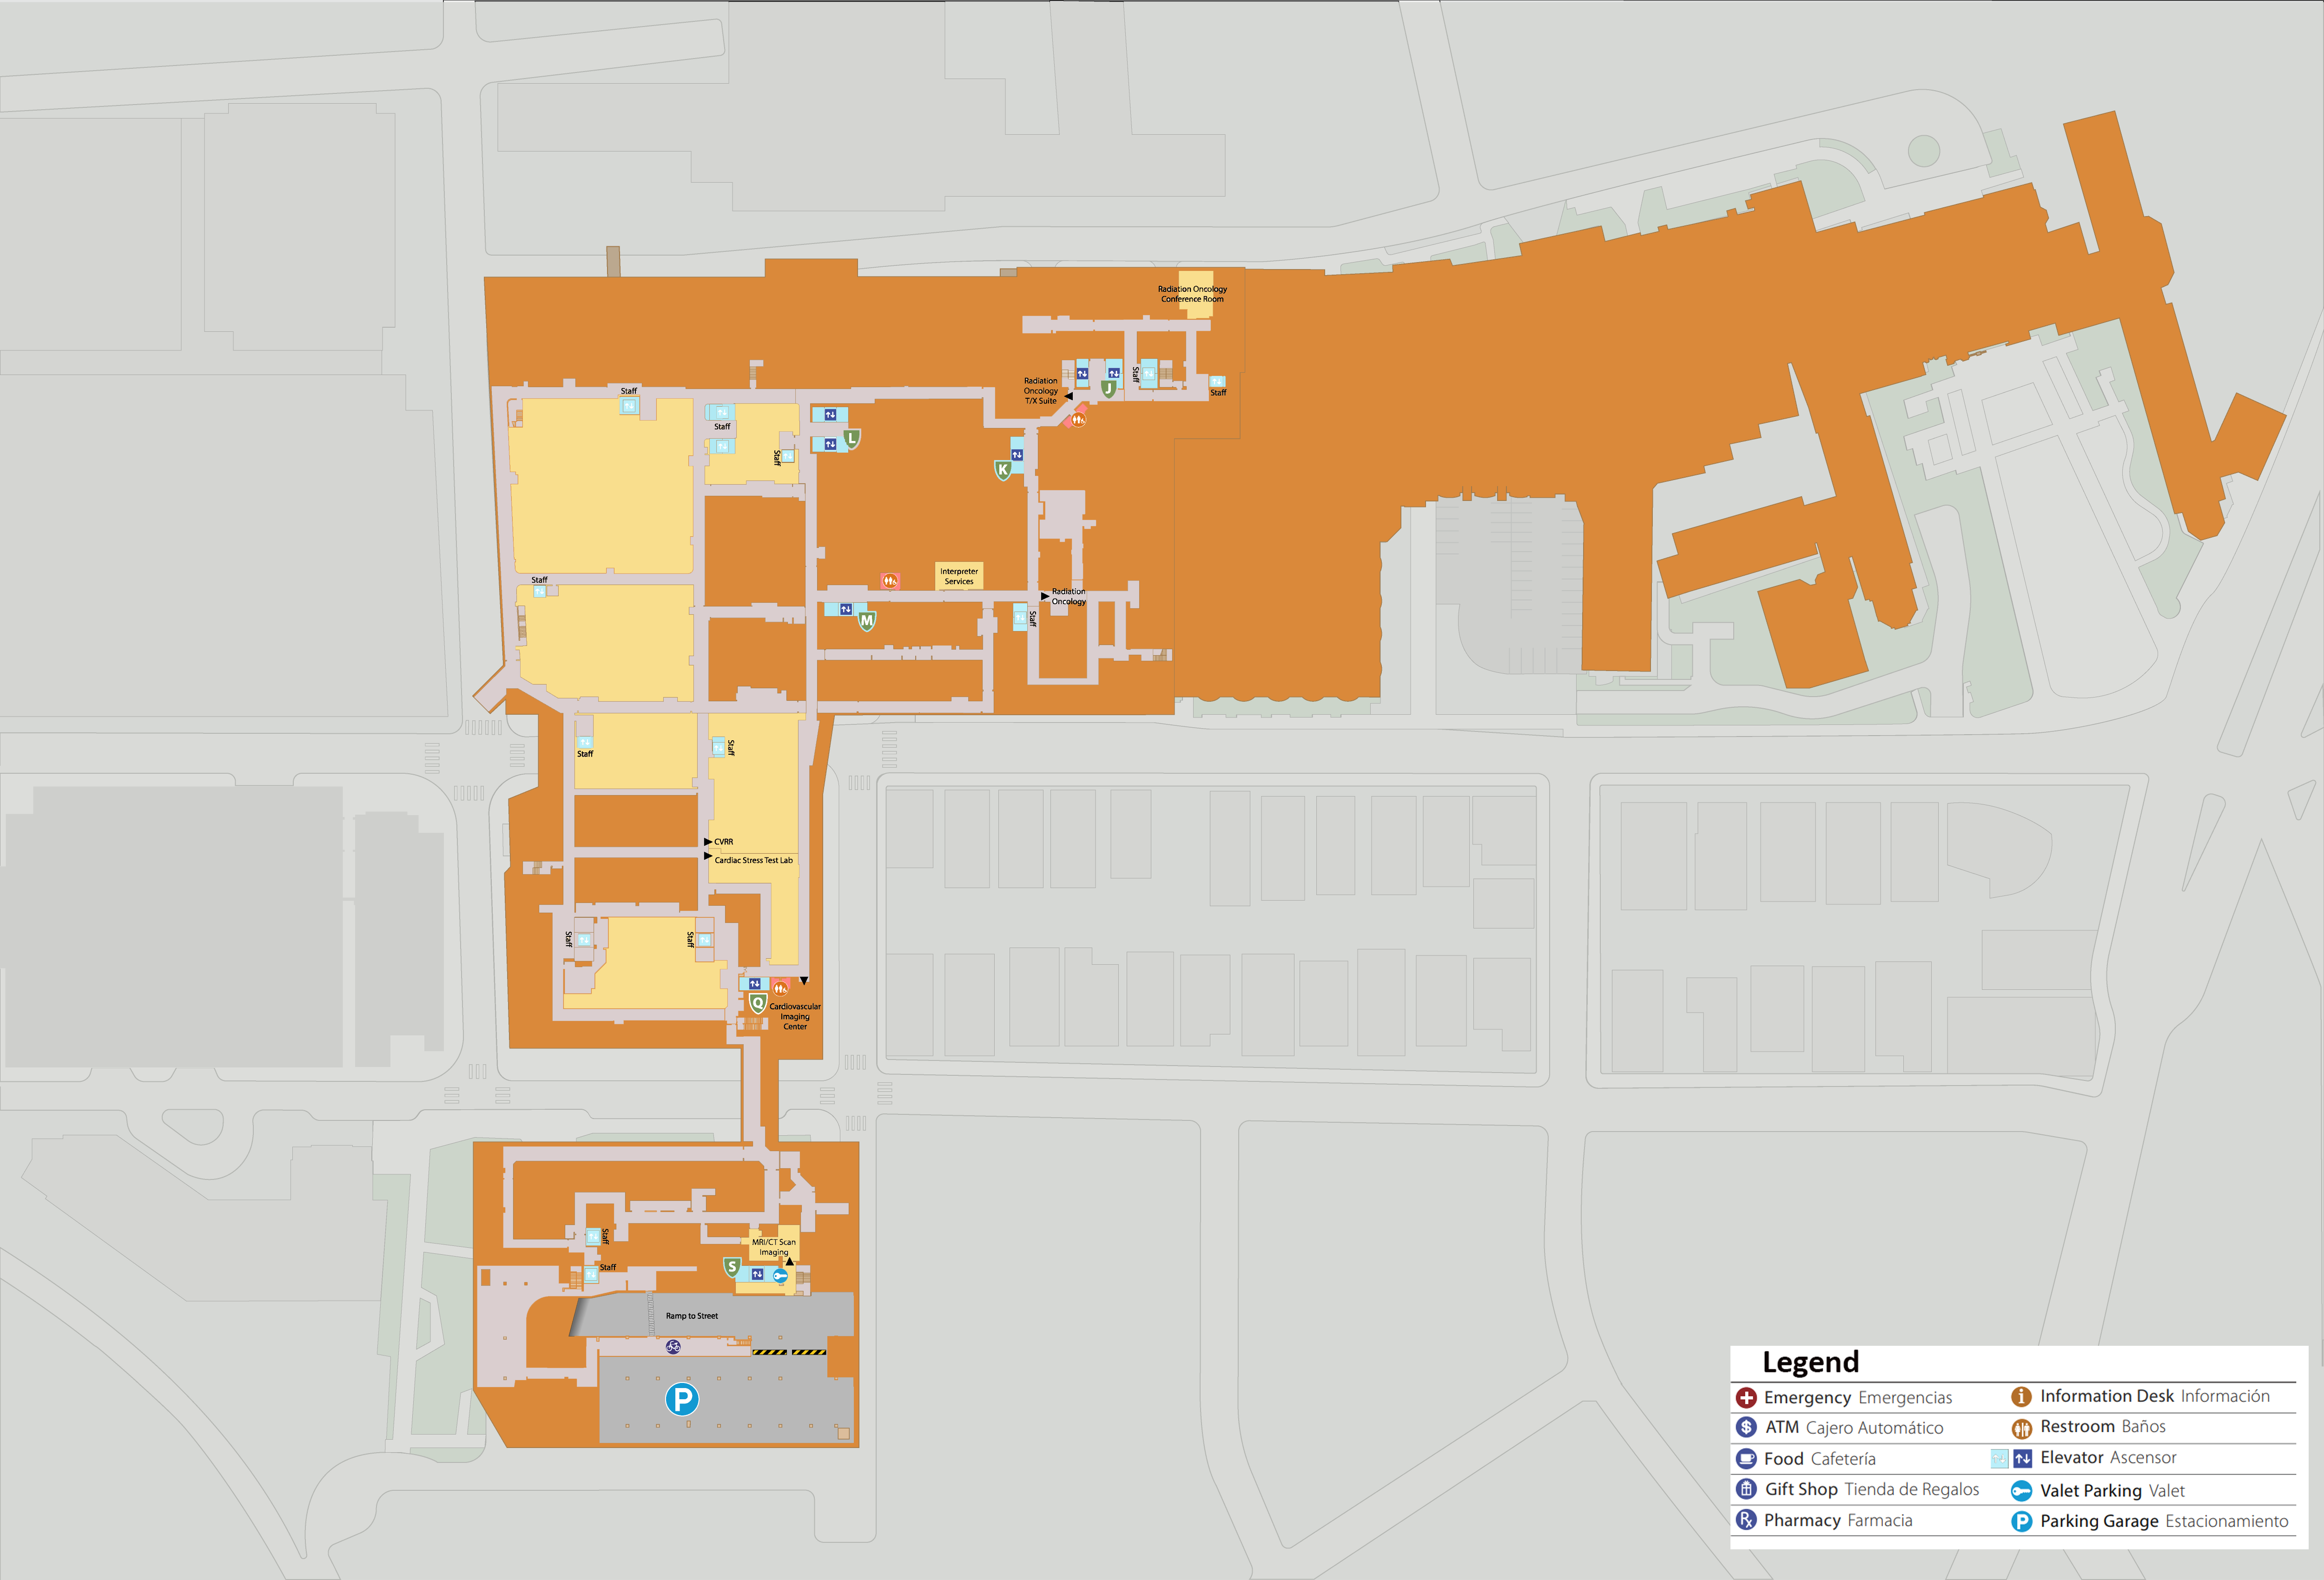 Radiation Oncology
Conference Room
Staff
Radiation
Oncology
T/X Suite
J
Staff
Staff
Staff
L
Staff
K
Staff
Interpreter
Services
Radiation
Oncology
M
Staff
Staff
Staff
CVRR
Cardiac Stress Test Lab
Staff
Staff
Q
Cardiovascular
Imaging
Center
Staff
MRI/CT Scan
Imaging
S
Staff
Ramp to Street
P
Legend
Emergency Emergencias
i Information Desk Información
$ ATM Cajero Automático
Restroom Baños
Food Cafetería
Elevator Ascensor
Gift Shop Tienda de Regalos
Valet Parking Valet
Rx Pharmacy Farmacia
P Parking Garage Estacionamiento